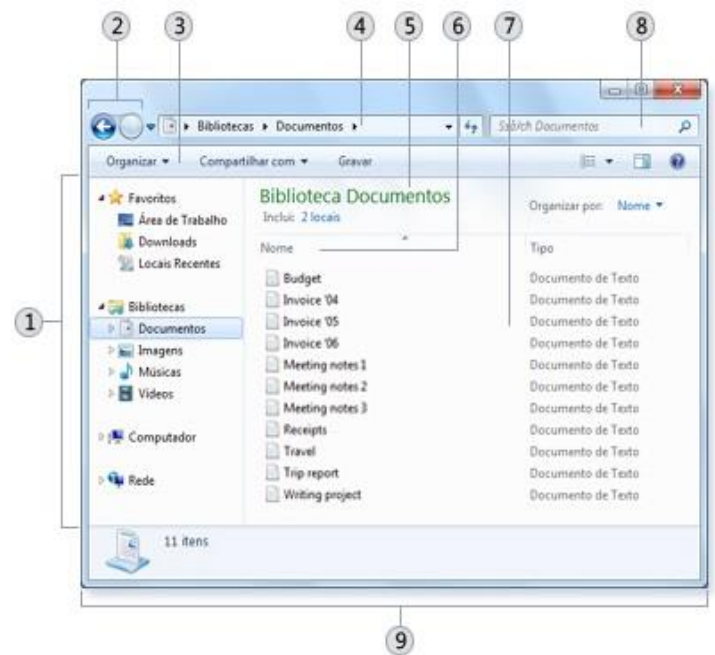 2 3 4 5 6 7 8
Bibliotecas Documentos
Documentos
Organizar Compartilhar com Gravar
1
Favoritos
Área de Trabalho
Downloads
Locais Recentes
Bibliotecas
Documentos
Imagens
Músicas
Vídeos
Computador
Rede
Biblioteca Documentos
Inclui: 2 locais
Organizar por: Nome
Nome Tipo
Budget Documento de Texto
Invoice '04 Documento de Texto
Invoice '05 Documento de Texto
Invoice '06 Documento de Texto
Meeting notes 1 Documento de Texto
Meeting notes 2 Documento de Texto
Meeting notes 3 Documento de Texto
Receipts Documento de Texto
Travel Documento de Texto
Trip report Documento de Texto
Writing project Documento de Texto
11 itens
9